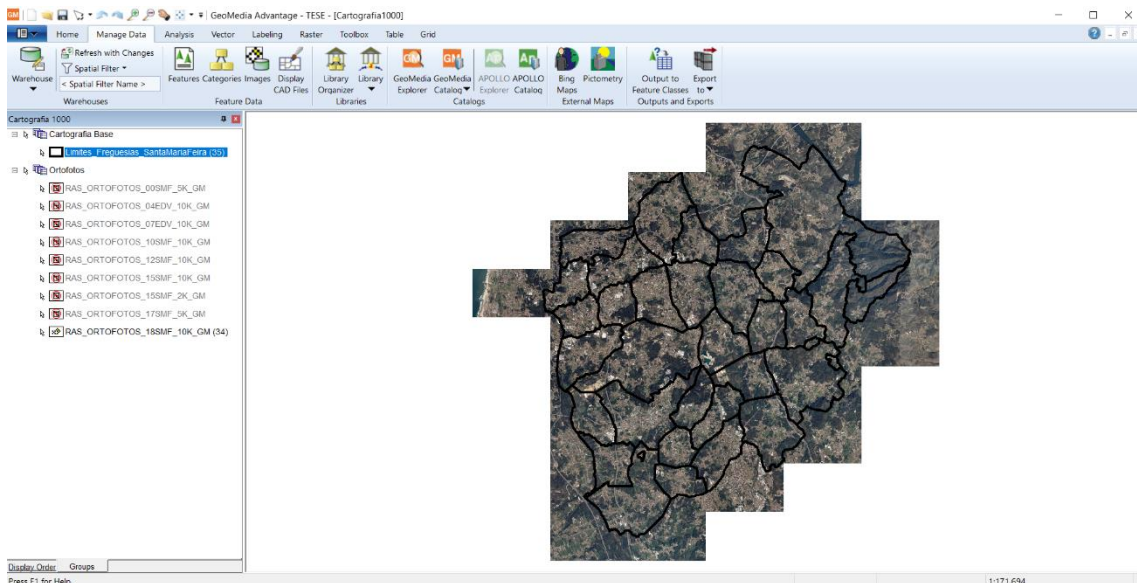 GeoMedia Advantage - TESE - [Cartografia1000]
Home Manage Data Analysis Vector Labeling Raster Toolbox Table Grid
Warehouse
Refresh with Changes
Spatial Filter
< Spatial Filter Name >
Warehouses
Features Categories Images Display CAD Files
Feature Data
Library Organizer Library
Libraries
GeoMedia Explorer GeoMedia Catalog APOLLO Explorer APOLLO Catalog
Catalogs
Bing Maps Pictometry
External Maps
Output to Feature Classes Export to
Outputs and Exports
Cartografia 1000
Cartografia Base
Limites_Freguesias_SantaMariaFeira (35)
Ortofotos
RAS_ORTOFOTOS_00SMF_5K_GM
RAS_ORTOFOTOS_04EDV_10K_GM
RAS_ORTOFOTOS_07EDV_10K_GM
RAS_ORTOFOTOS_10SMF_10K_GM
RAS_ORTOFOTOS_12SMF_10K_GM
RAS_ORTOFOTOS_15SMF_10K_GM
RAS_ORTOFOTOS_15SMF_2K_GM
RAS_ORTOFOTOS_17SMF_5K_GM
RAS_ORTOFOTOS_18SMF_10K_GM (34)
Display Order Groups
Press F1 for Help
1:171,694